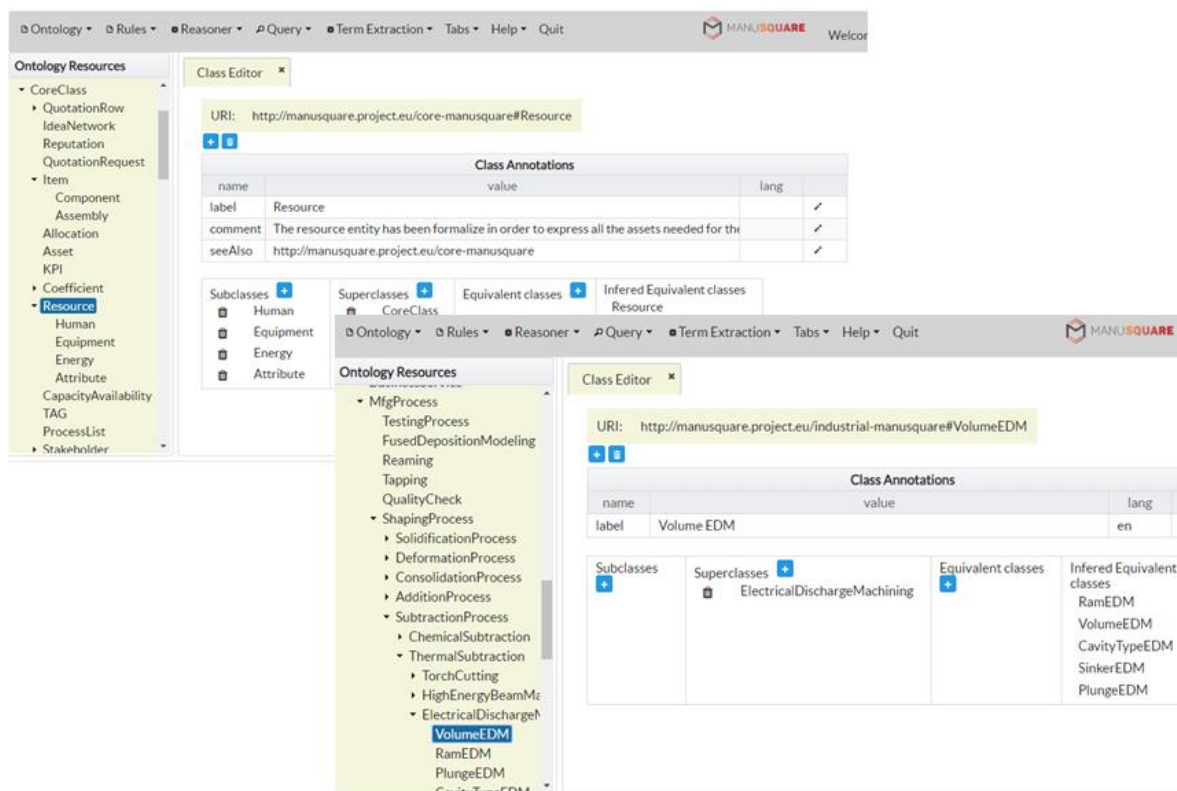 Ontology Rules Reasoner Query Term Extraction Tabs Help Quit MANUSQUARE Welcor
Ontology Resources
CoreClass
QuotationRow
IdeaNetwork
Reputation
QuotationRequest
Item
Component
Assembly
Allocation
Asset
KPI
Coefficient
Resource
Human
Equipment
Energy
Attribute
CapacityAvailability
TAG
ProcessList
Stakeholder
Class Editor
URI: http://manusquare.project.eu/core-manusquare#Resource
Class Annotations
name value lang
label Resource
comment The resource entity has been formalize in order to express all the assets needed for the
seeAlso http://manusquare.project.eu/core-manusquare
Subclasses Superclasses Equivalent classes Infered Equivalent classes
Human CoreClass Resource
Equipment
Energy
Attribute
Ontology Rules Reasoner Query Term Extraction Tabs Help Quit MANUSQUARE
Ontology Resources
MfgProcess
TestingProcess
FusedDepositionModeling
Reaming
Tapping
QualityCheck
ShapingProcess
SolidificationProcess
DeformationProcess
ConsolidationProcess
AdditionProcess
SubtractionProcess
ChemicalSubtraction
ThermalSubtraction
TorchCutting
HighEnergyBeamMa
ElectricalDischargeM
VolumeEDM
RamEDM
PlungeEDM
CavityTypeEDM
Class Editor
URI: http://manusquare.project.eu/industrial-manusquare#VolumeEDM
Class Annotations
name value lang
label Volume EDM en
Subclasses Superclasses Equivalent classes Infered Equivalent
classes
ElectricalDischargeMachining
RamEDM
VolumeEDM
CavityTypeEDM
SinkerEDM
PlungeEDM